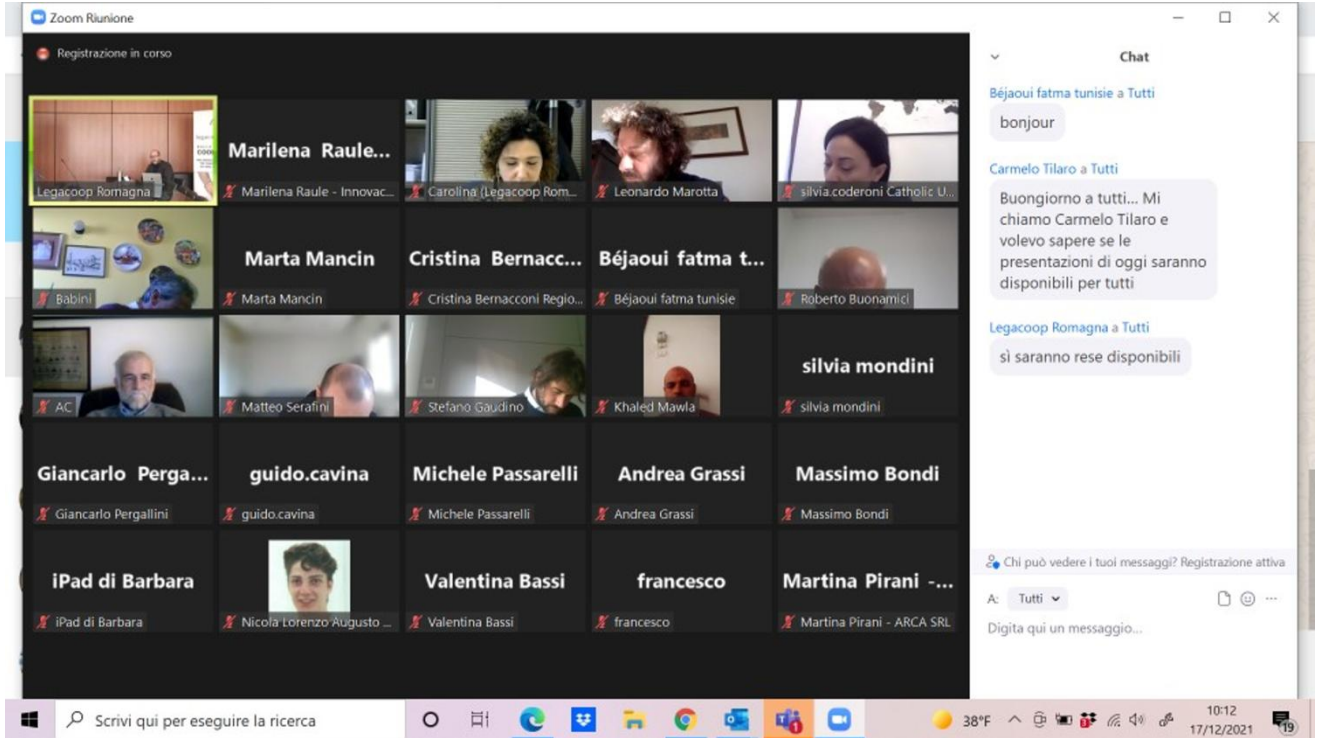 Zoom Riunione
Registrazione in corso
Legacoop Romagna
Marilena Raule...
Marilena Raule - Innovac...
Carolina (Legacoop Rom...
Leonardo Marotta
silvia.coderoni Catholic U...
Babini
Marta Mancin
Marta Mancin
Cristina Bernacc...
Cristina Bernacconi Regio...
Béjaoui fatma t...
Béjaoui fatma tunisie
Roberto Buonamici
AC
Matteo Serafini
Stefano Gaudino
Khaled Mawla
silvia mondini
silvia mondini
Giancarlo Perga...
Giancarlo Pergallini
guido.cavina
guido.cavina
Michele Passarelli
Michele Passarelli
Andrea Grassi
Andrea Grassi
Massimo Bondi
Massimo Bondi
iPad di Barbara
iPad di Barbara
Nicola Lorenzo Augusto ...
Valentina Bassi
Valentina Bassi
francesco
francesco
Martina Pirani -...
Martina Pirani - ARCA SRL
Chat
Béjaoui fatma tunisie a Tutti
bonjour
Carmelo Tilaro a Tutti
Buongiorno a tutti... Mi
chiamo Carmelo Tilaro e
volevo sapere se le
presentazioni di oggi saranno
disponibili per tutti
Legacoop Romagna a Tutti
sì saranno rese disponibili
Chi può vedere i tuoi messaggi? Registrazione attiva
A: Tutti
Digita qui un messaggio...
Scrivi qui per eseguire la ricerca
38°F
10:12
17/12/2021
19